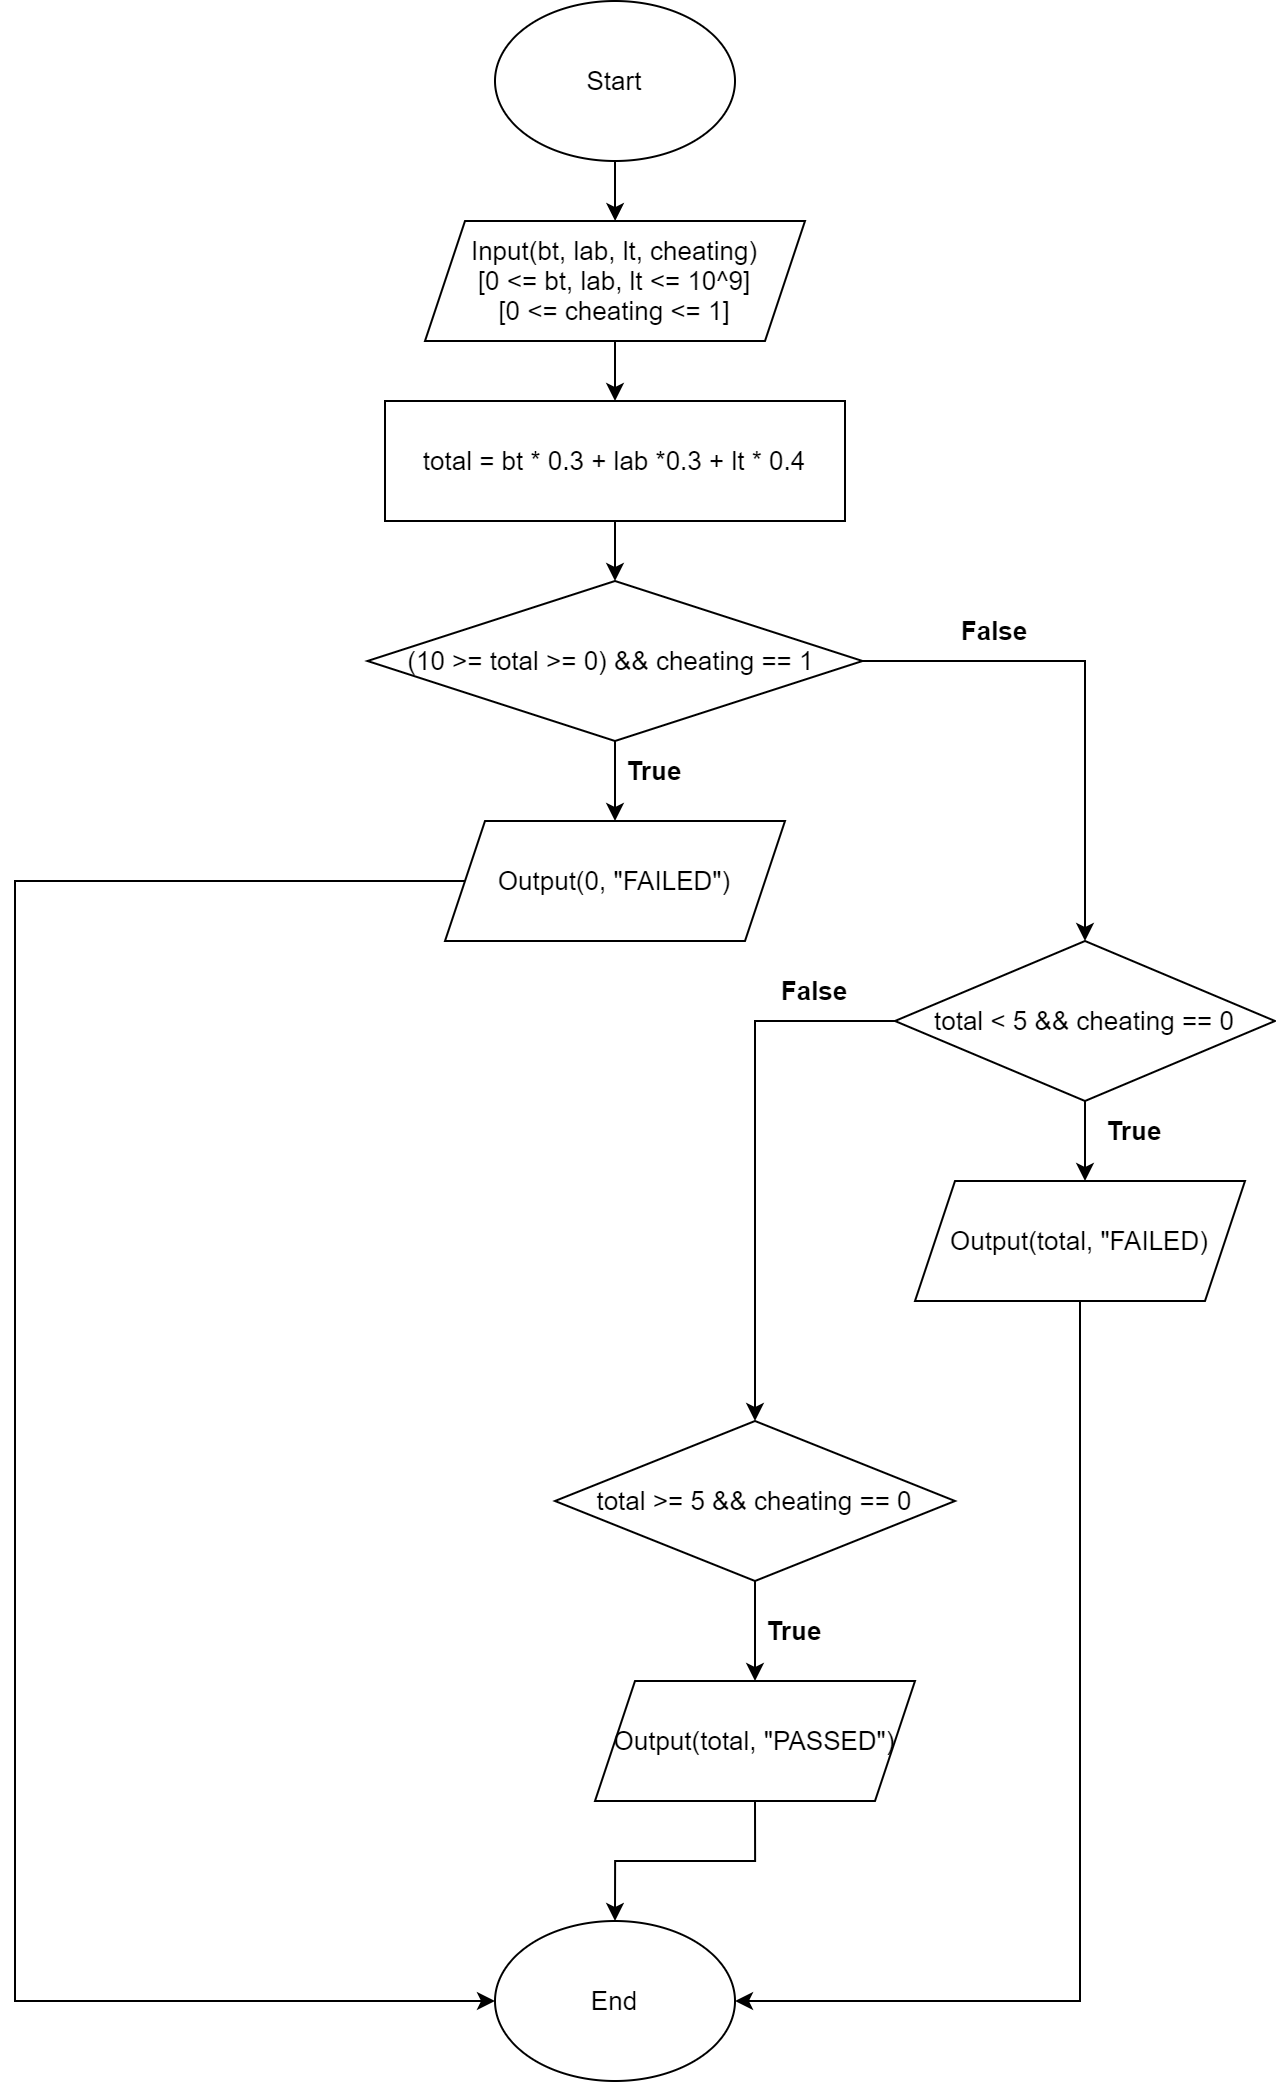 Start
Input(bt, lab, lt, cheating)
[0 <= bt, lab, lt <= 10^9]
[0 <= cheating <= 1]
total = bt * 0.3 + lab *0.3 + lt * 0.4
(10 >= total >= 0) && cheating == 1
False
True
Output(0, "FAILED")
total < 5 && cheating == 0
False
True
Output(total, "FAILED)
total >= 5 && cheating == 0
True
Output(total, "PASSED")
End